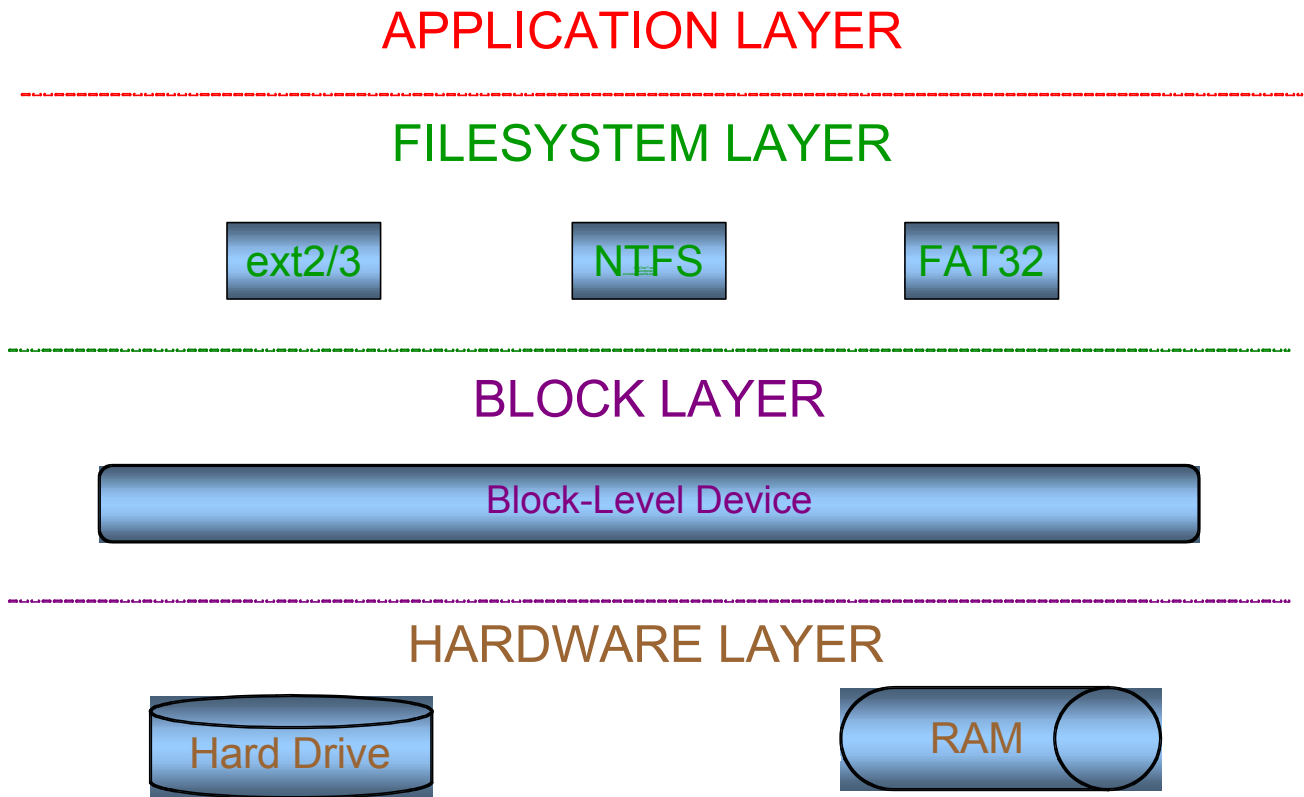 APPLICATION LAYER
FILESYSTEM LAYER
ext2/3 NTFS FAT32
BLOCK LAYER
Block-Level Device
HARDWARE LAYER
Hard Drive RAM